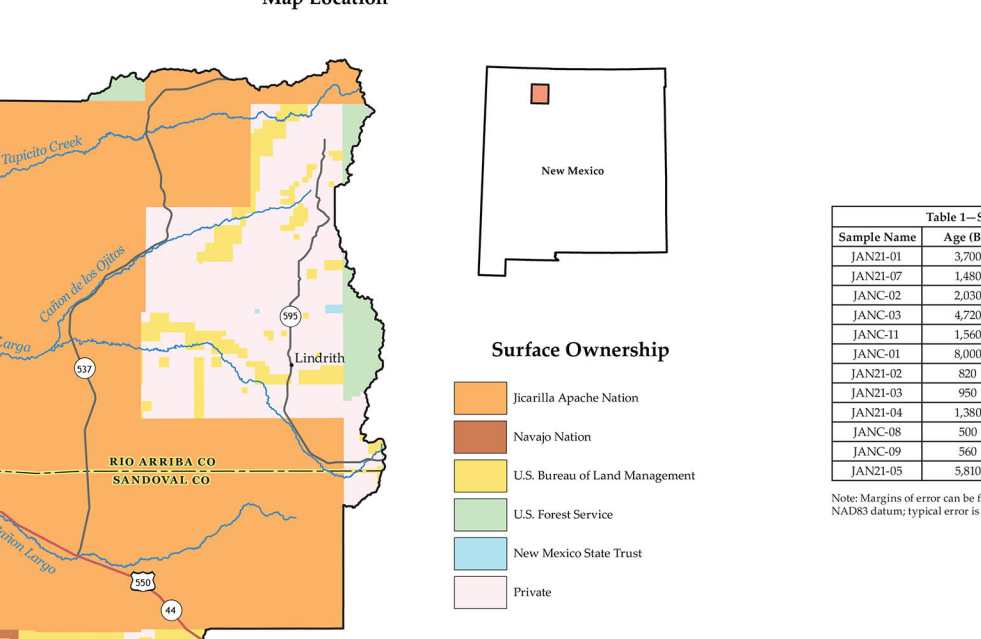 Map Location
Tapicito Creek
Cañon de los Ojitos
Larga
595
Lindrith
537
RIO ARRIBA CO
SANDOVAL CO
Cañon Largo
550
44
New Mexico
Surface Ownership
Jicarilla Apache Nation
Navajo Nation
U.S. Bureau of Land Management
U.S. Forest Service
New Mexico State Trust
Private
Table 1—S
Sample Name Age (B
JAN21-01 3,700
JAN21-07 1,480
JANC-02 2,030
JANC-03 4,720
JANC-11 1,560
JANC-01 8,000
JAN21-02 820
JAN21-03 950
JAN21-04 1,380
JANC-08 500
JANC-09 560
JAN21-05 5,810
Note: Margins of error can be f
NAD83 datum; typical error is